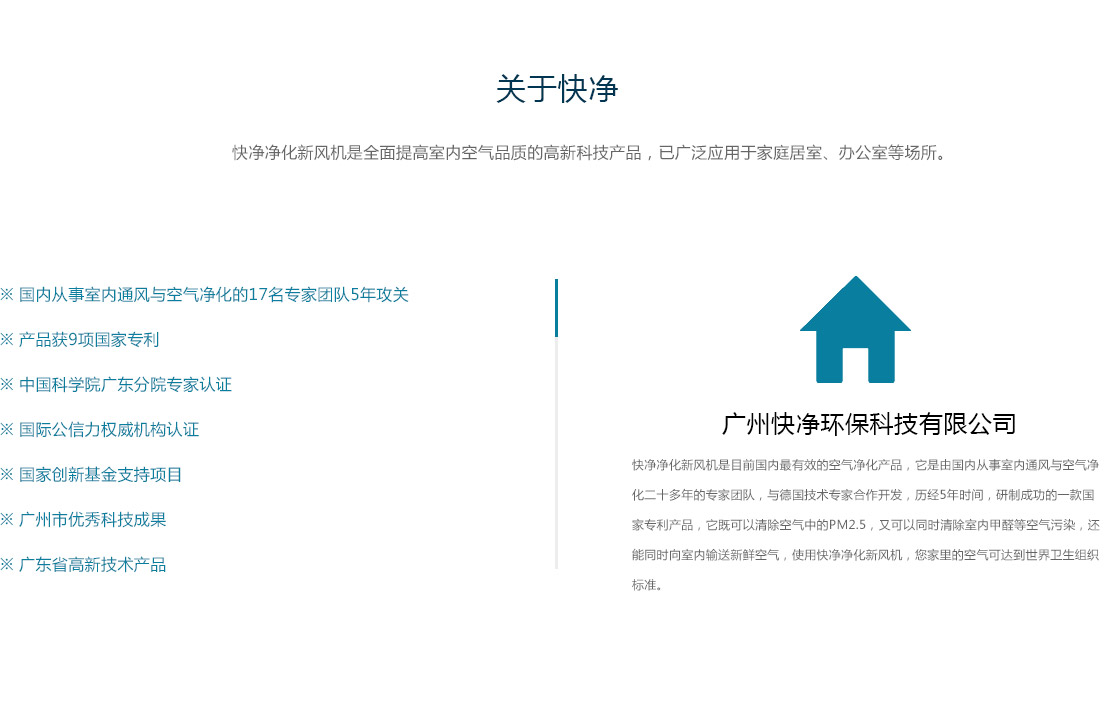 关于快净
快净净化新风机是全面提高室内空气品质的高新科技产品，已广泛应用于家庭居室、办公室等场所。
※ 国内从事室内通风与空气净化的17名专家团队5年攻关
※ 产品获9项国家专利
※ 中国科学院广东分院专家认证
※ 国际公信力权威机构认证
※ 国家创新基金支持项目
※ 广州市优秀科技成果
※ 广东省高新技术产品
广州快净环保科技有限公司
快净净化新风机是目前国内最有效的空气净化产品，它是由国内从事室内通风与空气净
化二十多年的专家团队，与德国技术专家合作开发，历经5年时间，研制成功的一款国
家专利产品，它既可以清除空气中的PM2.5，又可以同时清除室内甲醛等空气污染，还
能同时向室内输送新鲜空气，使用快净净化新风机，您家里的空气可达到世界卫生组织
标准。